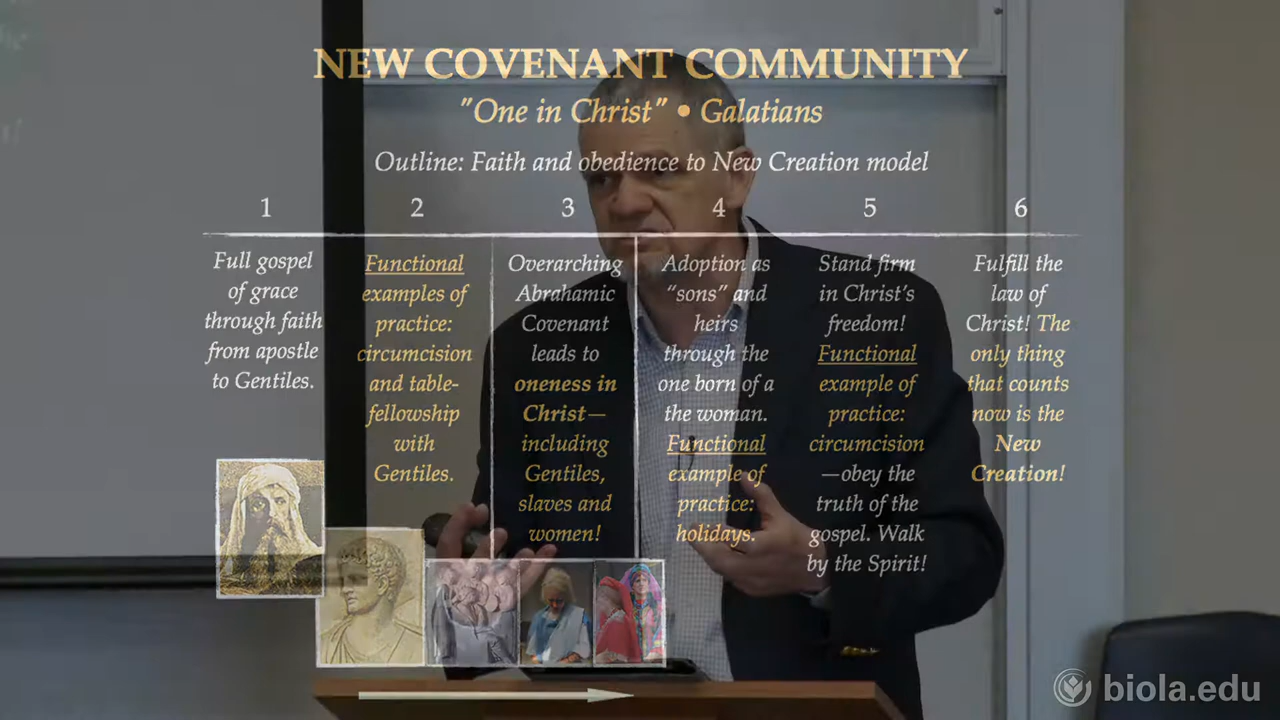 NEW COVENANT COMMUNITY
"One in Christ" • Galatians
Outline: Faith and obedience to New Creation model
1
2
3
4
5
6
Full gospel
of grace
through faith
from apostle
to Gentiles.
Functional
examples of
practice:
circumcision
and table-
fellowship
with
Gentiles.
Overarching
Abrahamic
Covenant
leads to
oneness in
Christ—
including
Gentiles,
slaves and
women!
Adoption as
"sons" and
heirs
through the
one born of a
the woman.
Functional
example of
practice:
holidays.
Stand firm
in Christ's
freedom!
Functional
example of
practice:
circumcision
—obey the
truth of the
gospel. Walk
by the Spirit!
Fulfill the
law of
Christ! The
only thing
that counts
now is the
New
Creation!
biola.edu